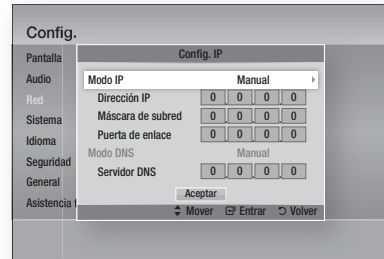 Config.
Pantalla
Audio
Red
Sistema
Idioma
Seguridad
General
Asistencia
Config. IP
Modo IP Manual
Dirección IP 0 0 0 0
Máscara de subred 0 0 0 0
Puerta de enlace 0 0 0 0
Modo DNS Manual
Servidor DNS 0 0 0 0
Aceptar
Mover Entrar Volver